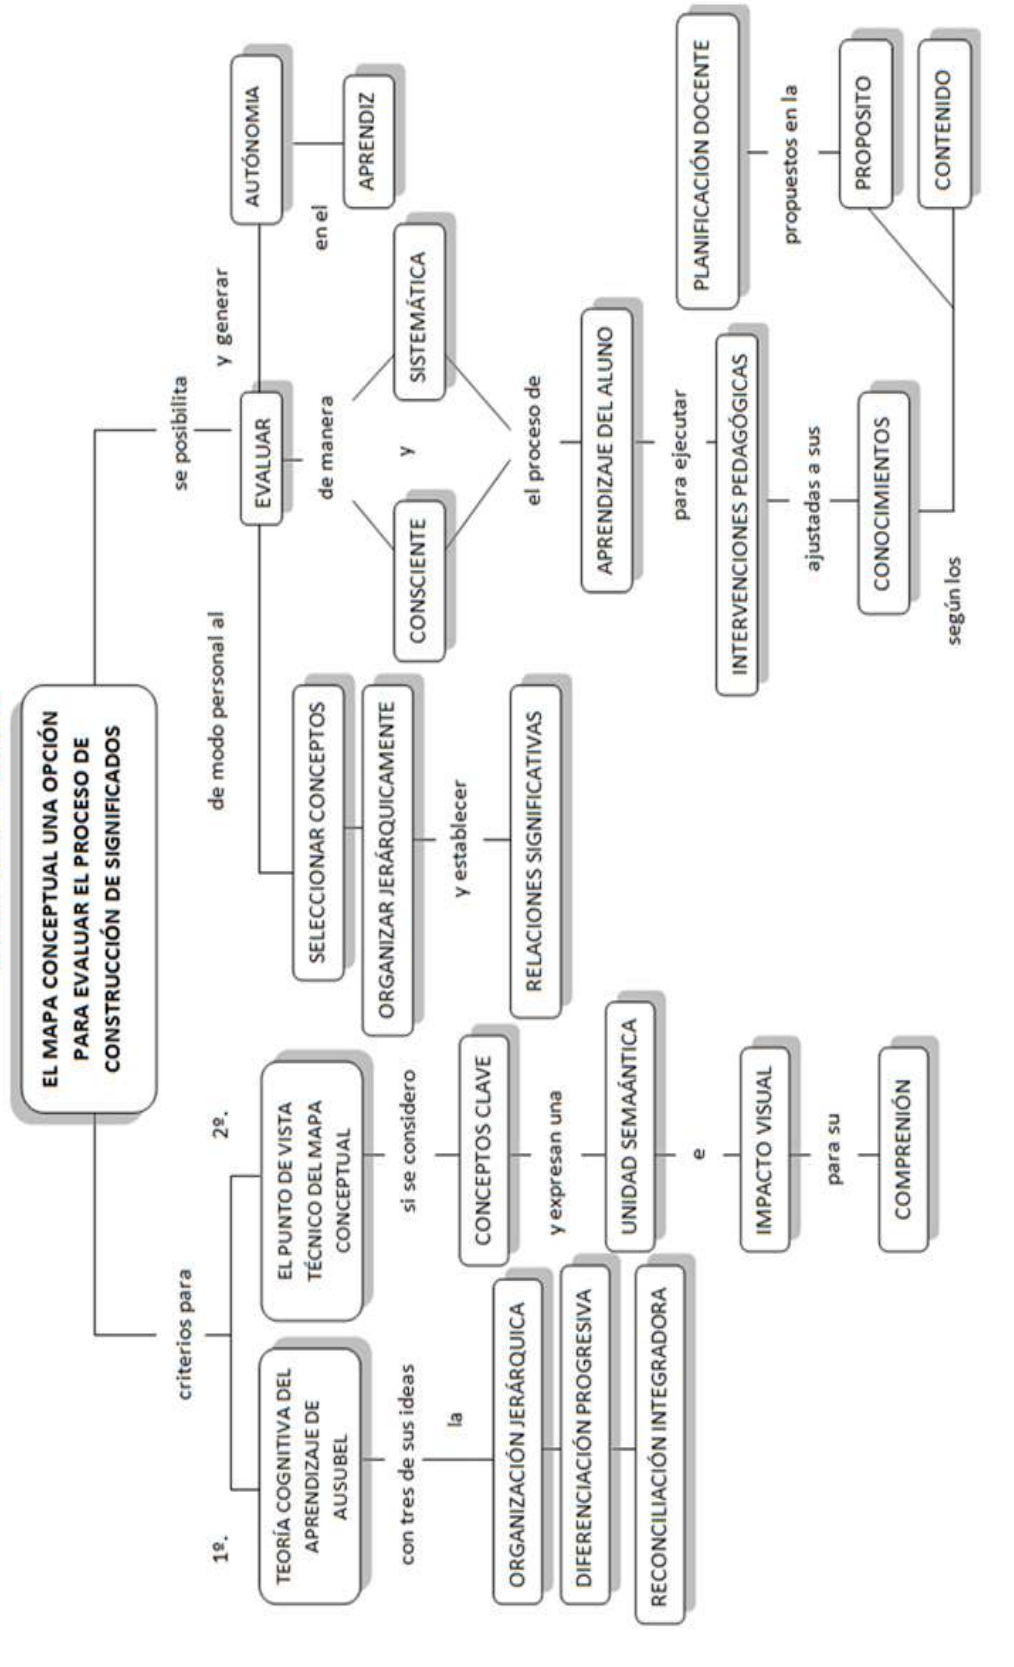 EL MAPA CONCEPTUAL UNA OPCIÓN
PARA EVALUAR EL PROCESO DE
CONSTRUCCIÓN DE SIGNIFICADOS
criterios para
1º.
TEORÍA COGNITIVA DEL
APRENDIZAJE DE
AUSUBEL
con tres de sus ideas
la
ORGANIZACIÓN JERÁRQUICA
DIFERENCIACIÓN PROGRESIVA
RECONCILIACIÓN INTEGRADORA
2º.
EL PUNTO DE VISTA
TÉCNICO DEL MAPA
CONCEPTUAL
si se considero
CONCEPTOS CLAVE
y expresan una
UNIDAD SEMAÁNTICA
e
IMPACTO VISUAL
para su
COMPRENIÓN
se posibilita
EVALUAR
de modo personal al
SELECCIONAR CONCEPTOS
ORGANIZAR JERÁRQUICAMENTE
y establecer
RELACIONES SIGNIFICATIVAS
de manera
CONSCIENTE
y
SISTEMÁTICA
el proceso de
APRENDIZAJE DEL ALUNO
para ejecutar
INTERVENCIONES PEDAGÓGICAS
ajustadas a sus
CONOCIMIENTOS
según los
y generar
AUTÓNOMIA
en el
APRENDIZ
PLANIFICACIÓN DOCENTE
propuestos en la
PROPOSITO
CONTENIDO